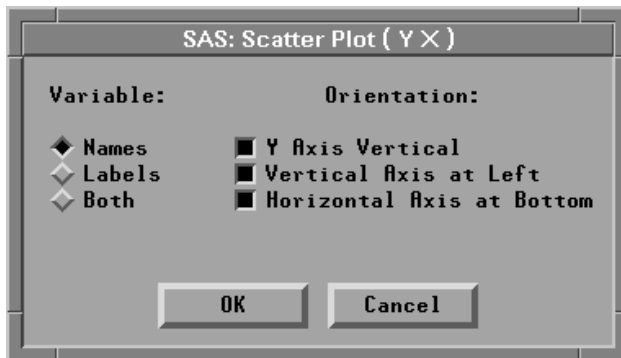 SAS: Scatter Plot ( Y X )
Variable: Orientation:
Names Y Axis Vertical
Labels Vertical Axis at Left
Both Horizontal Axis at Bottom
OK Cancel